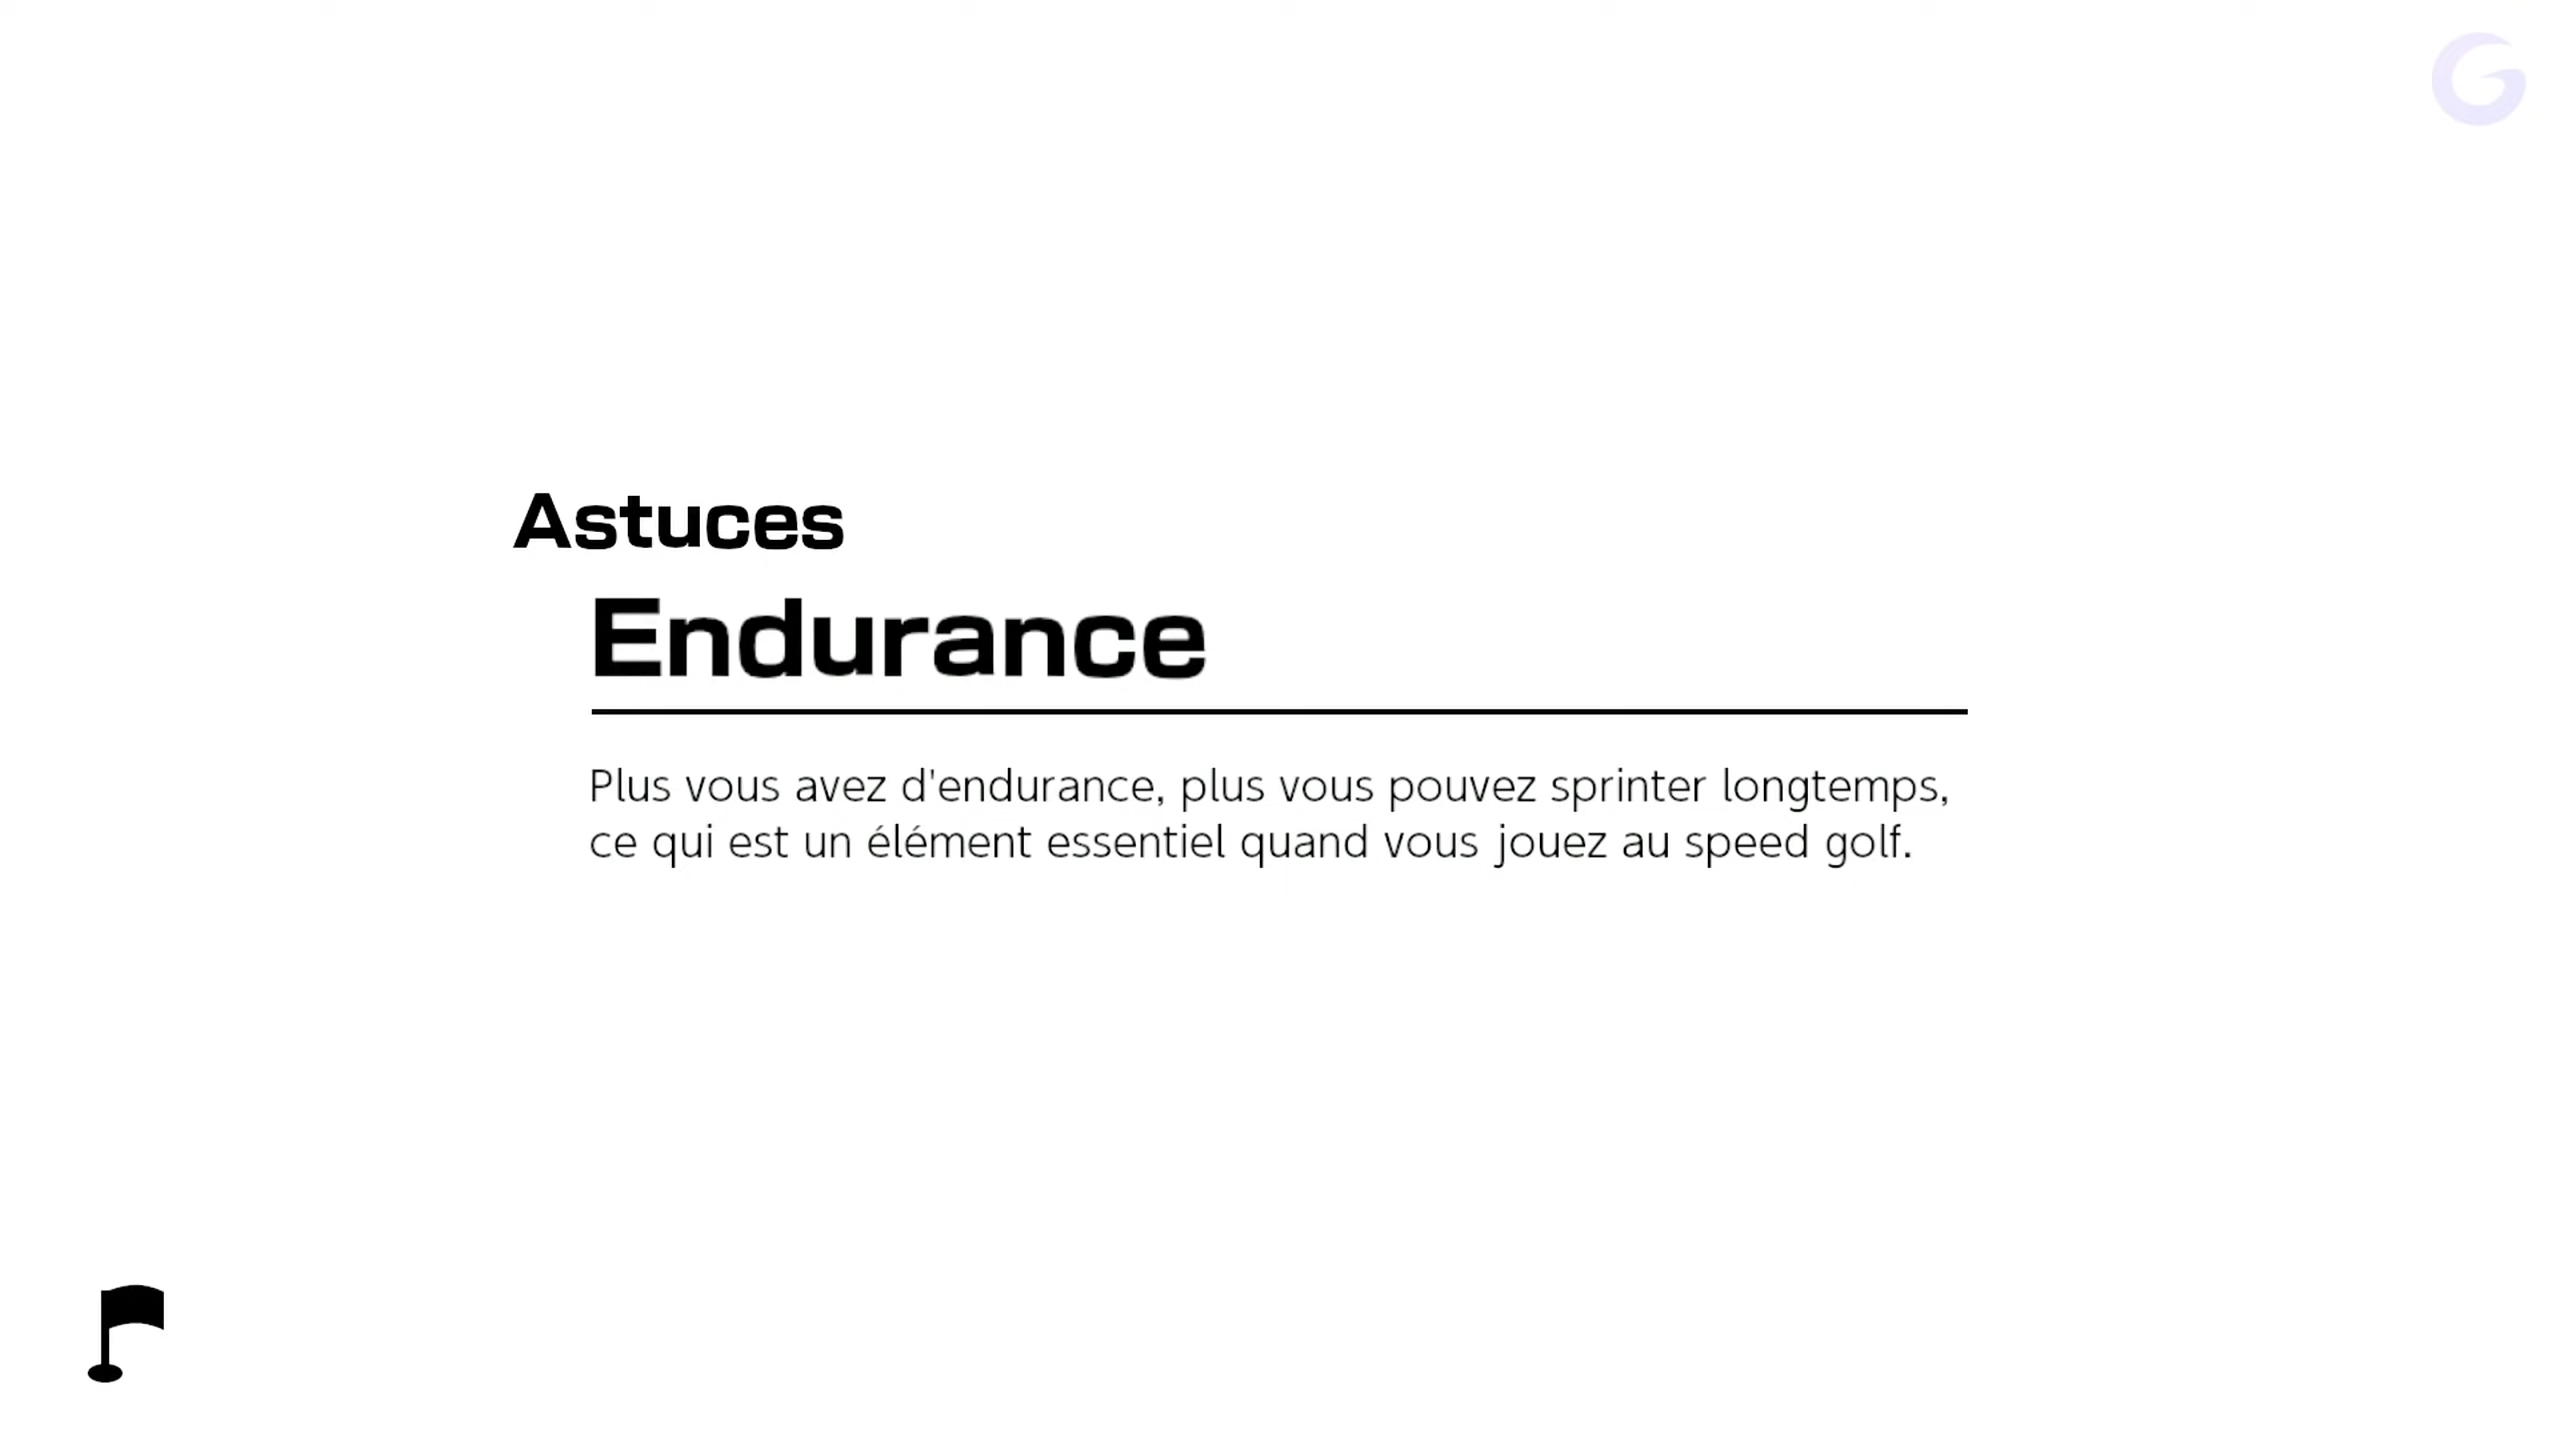 Astuces
Endurance
Plus vous avez d'endurance, plus vous pouvez sprinter longtemps,
ce qui est un élément essentiel quand vous jouez au speed golf.